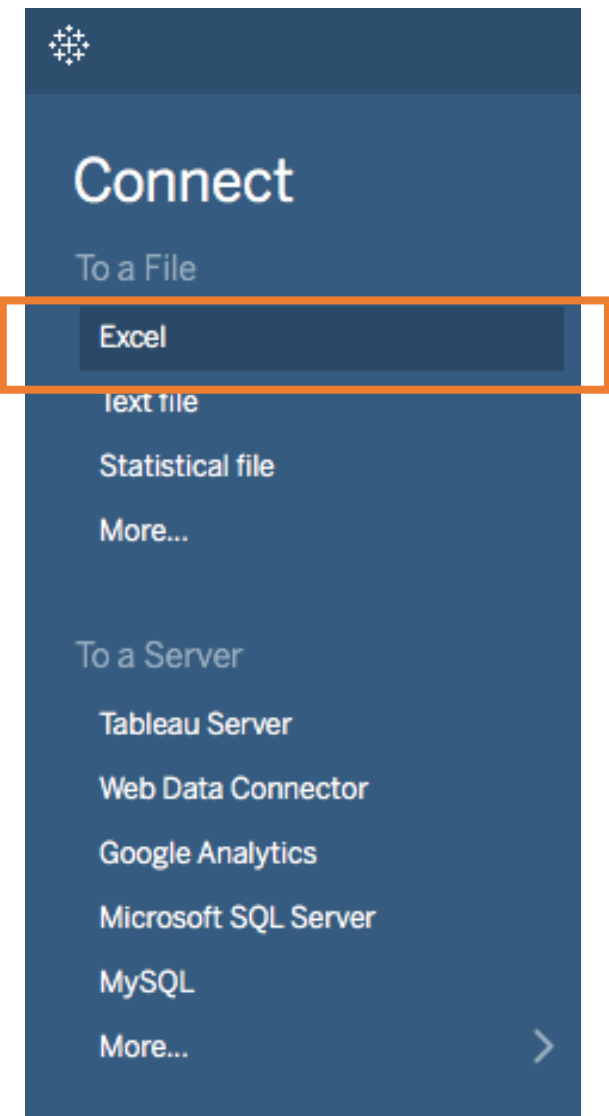 Connect
To a File
Excel
Text file
Statistical file
More...
To a Server
Tableau Server
Web Data Connector
Google Analytics
Microsoft SQL Server
MySQL
More...